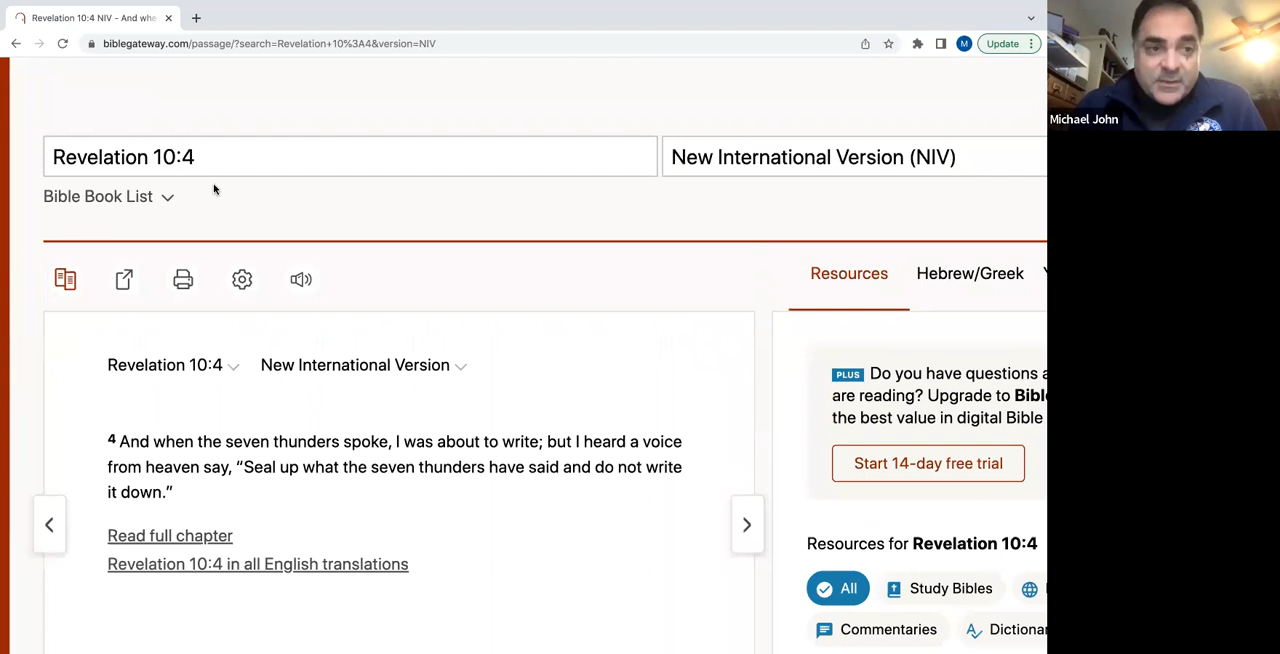 Revelation 10:4 NIV - And whe
biblegateway.com/passage/?search=Revelation+10%3A4&version=NIV
M
Update
Michael John
Revelation 10:4
New International Version (NIV)
Bible Book List
Resources
Hebrew/Greek
Revelation 10:4
New International Version
4 And when the seven thunders spoke, I was about to write; but I heard a voice
from heaven say, “Seal up what the seven thunders have said and do not write
it down.”
Read full chapter
Revelation 10:4 in all English translations
PLUS Do you have questions a
are reading? Upgrade to Bibl
the best value in digital Bible
Start 14-day free trial
Resources for Revelation 10:4
All
Study Bibles
Commentaries
Dictionar